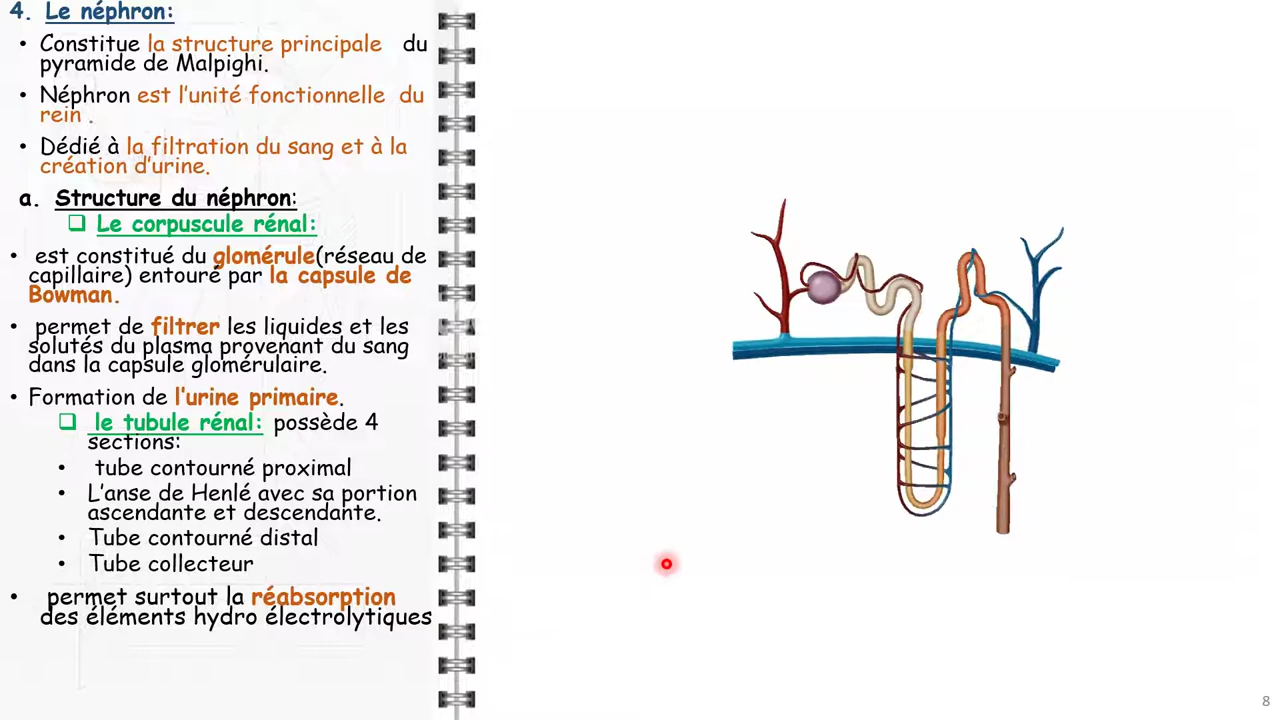 4. Le néphron:
• Constitue la structure principale du
pyramide de Malpighi.
• Néphron est l'unité fonctionnelle du
rein .
• Dédié à la filtration du sang et à la
création d'urine.
a. Structure du néphron:
❑ Le corpuscule rénal:
• est constitué du glomérule(réseau de
capillaire) entouré par la capsule de
Bowman.
• permet de filtrer les liquides et les
solutés du plasma provenant du sang
dans la capsule glomérulaire.
• Formation de l'urine primaire.
❑ le tubule rénal: possède 4
sections:
• tube contourné proximal
• L'anse de Henlé avec sa portion
ascendante et descendante.
• Tube contourné distal
• Tube collecteur
• permet surtout la réabsorption
des éléments hydro électrolytiques
8